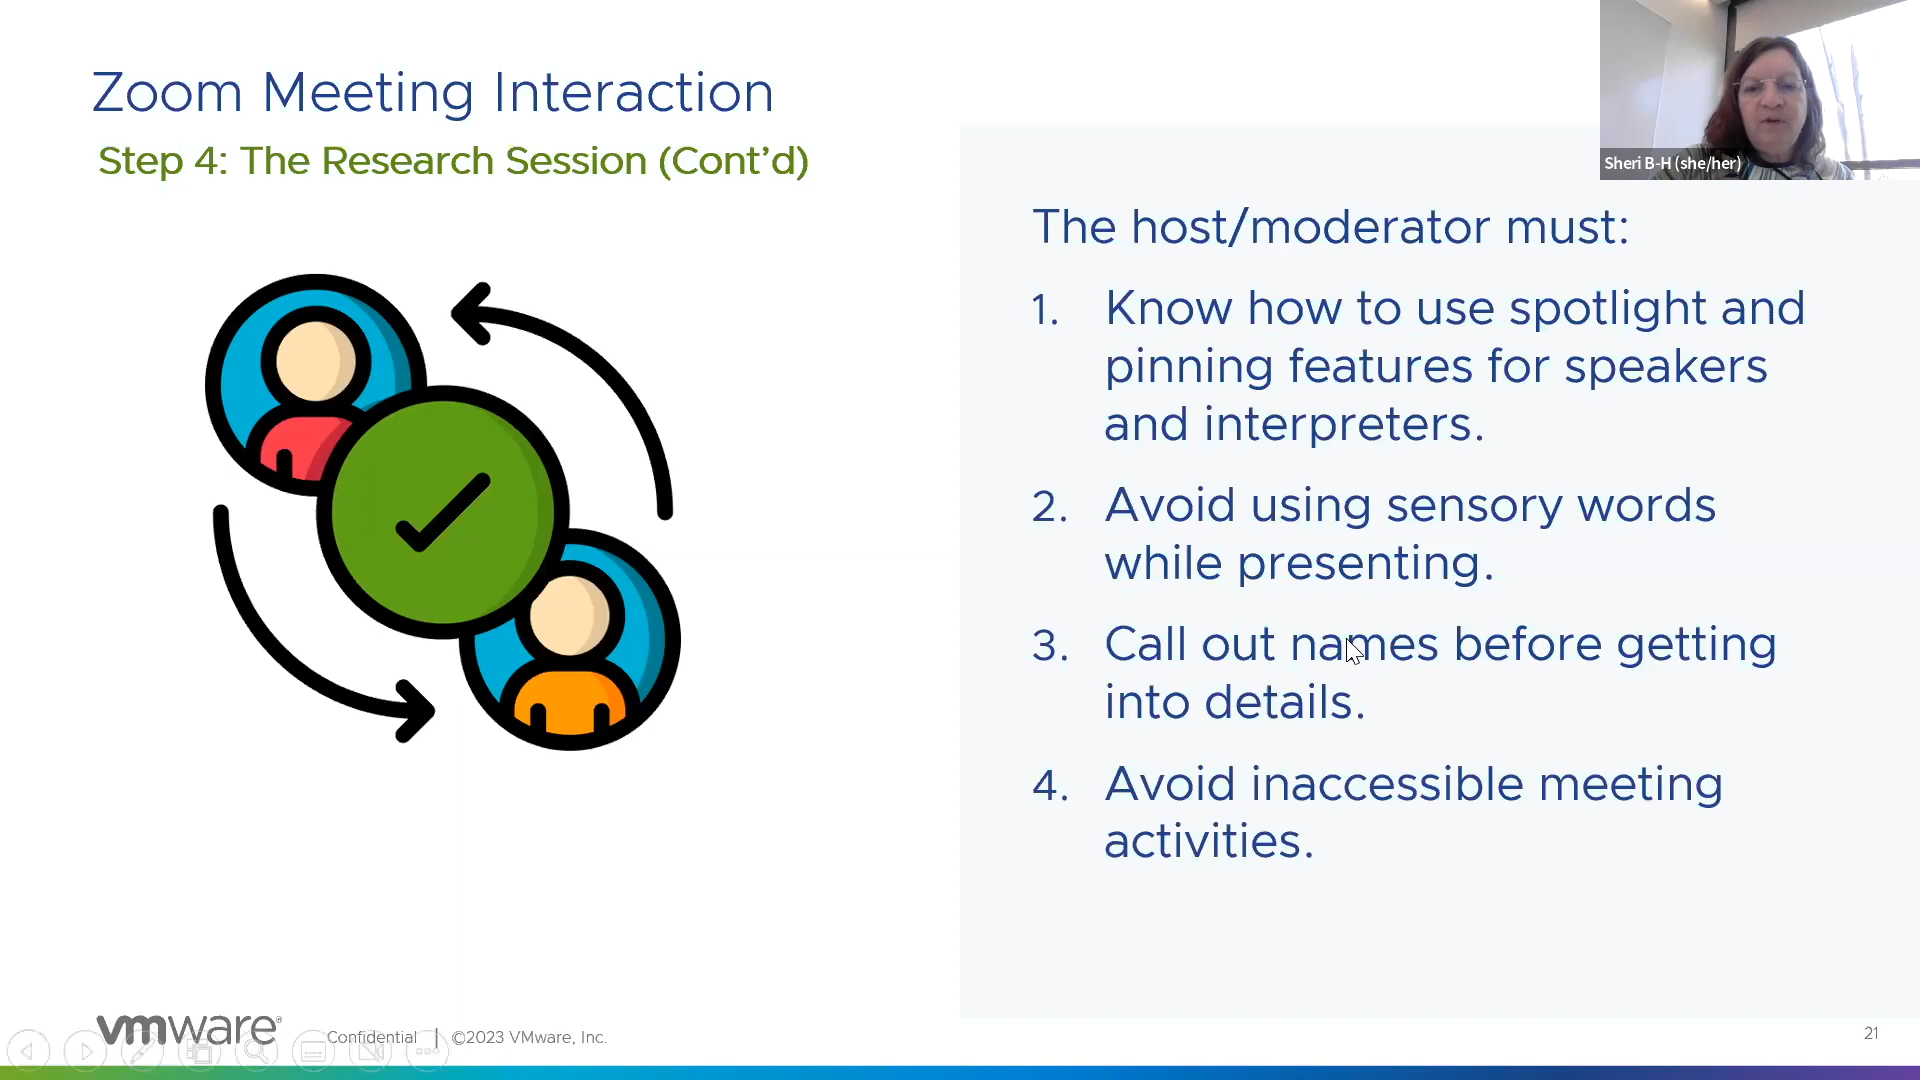 Zoom Meeting Interaction
Step 4: The Research Session (Cont’d)
Sheri B-H (she/her)
The host/moderator must:
1. Know how to use spotlight and
pinning features for speakers
and interpreters.
2. Avoid using sensory words
while presenting.
3. Call out names before getting
into details.
4. Avoid inaccessible meeting
activities.
vmware®
Confidential | ©2023 VMware, Inc.
21